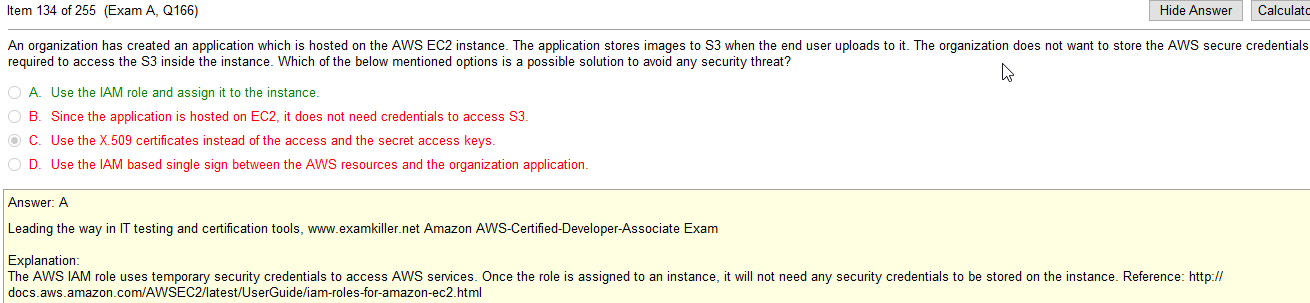 Item 134 of 255 (Exam A, Q166)
Hide Answer
Calculato
An organization has created an application which is hosted on the AWS EC2 instance. The application stores images to S3 when the end user uploads to it. The organization does not want to store the AWS secure credentials
required to access the S3 inside the instance. Which of the below mentioned options is a possible solution to avoid any security threat?
A. Use the IAM role and assign it to the instance.
B. Since the application is hosted on EC2, it does not need credentials to access S3.
C. Use the X.509 certificates instead of the access and the secret access keys.
D. Use the IAM based single sign between the AWS resources and the organization application.
Answer: A
Leading the way in IT testing and certification tools, www.examkiller.net Amazon AWS-Certified-Developer-Associate Exam
Explanation:
The AWS IAM role uses temporary security credentials to access AWS services. Once the role is assigned to an instance, it will not need any security credentials to be stored on the instance. Reference: http://
docs.aws.amazon.com/AWSEC2/latest/UserGuide/iam-roles-for-amazon-ec2.html